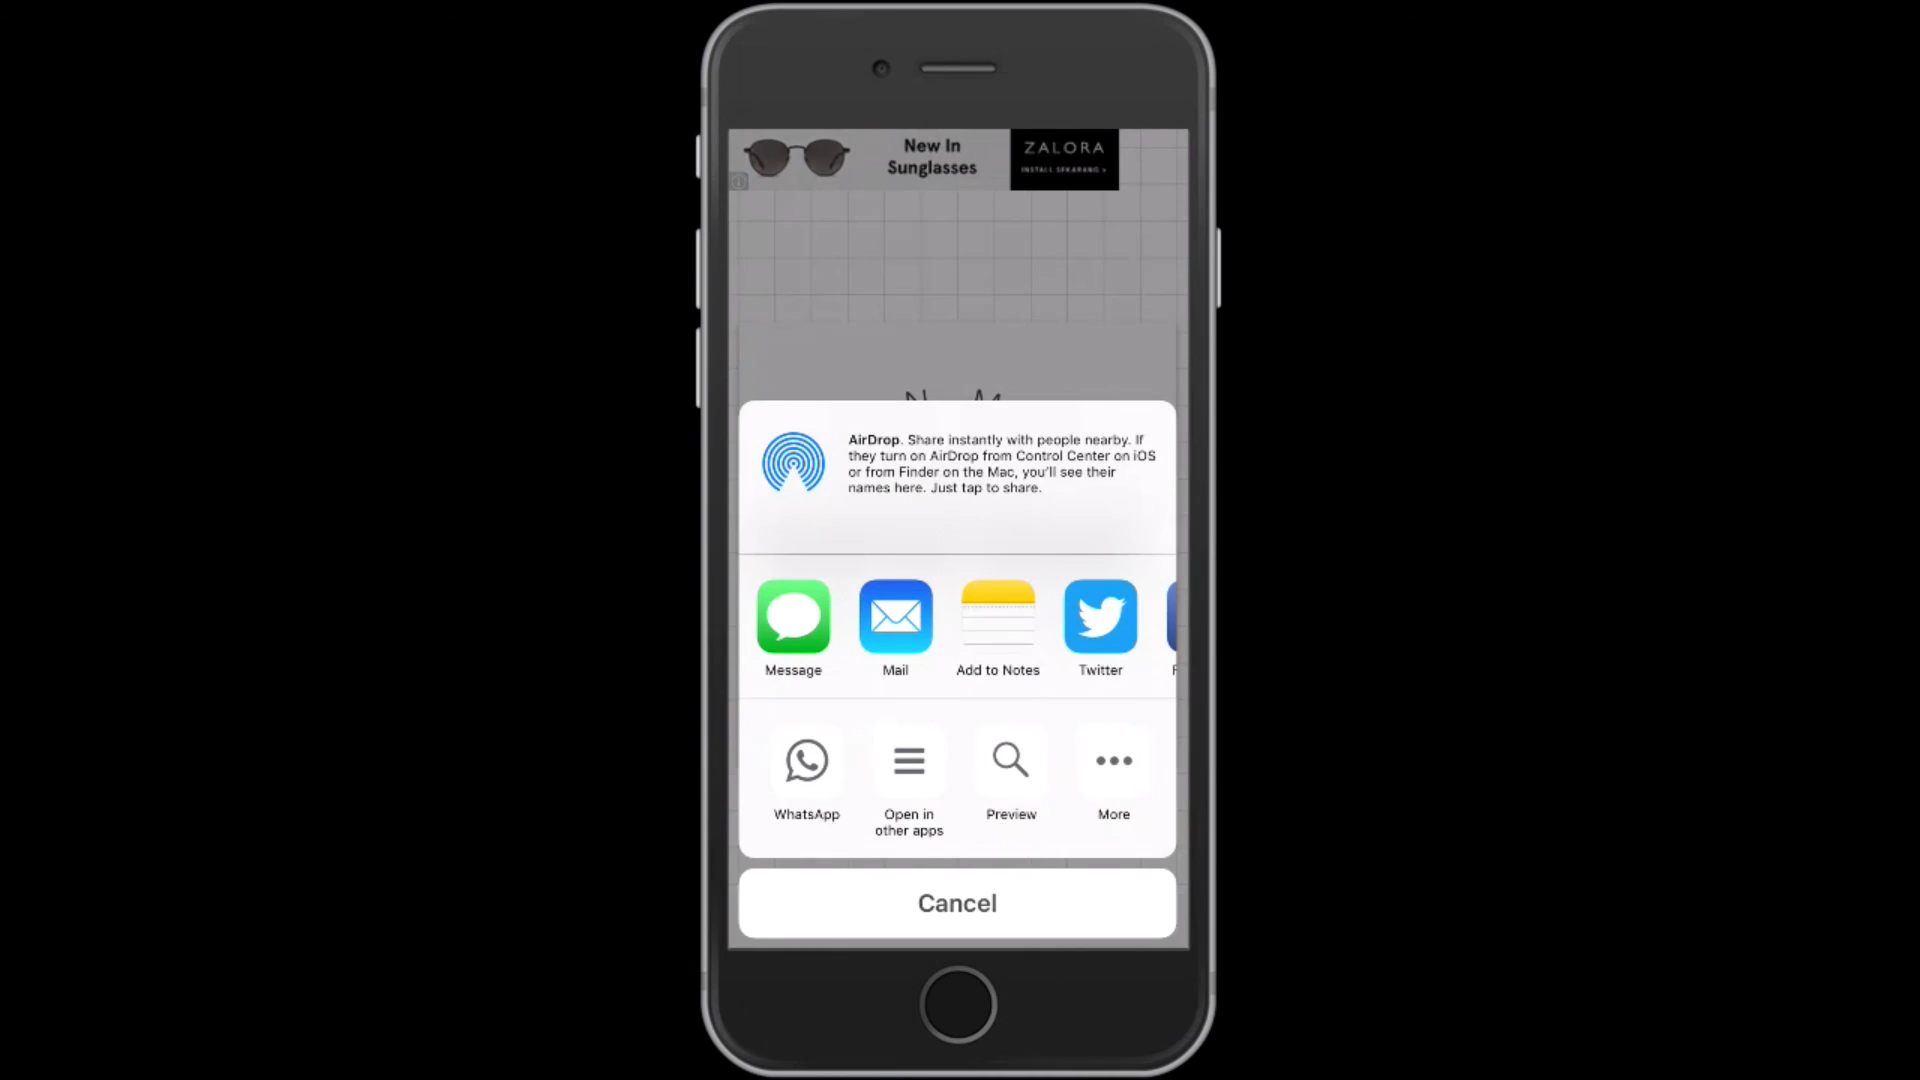 New In
Sunglasses
ZALORA
INSTALL SEKARANG >
AirDrop. Share instantly with people nearby. If
they turn on AirDrop from Control Center on iOS
or from Finder on the Mac, you'll see their
names here. Just tap to share.
Message
Mail
Add to Notes
Twitter
WhatsApp
Open in
other apps
Preview
More
Cancel